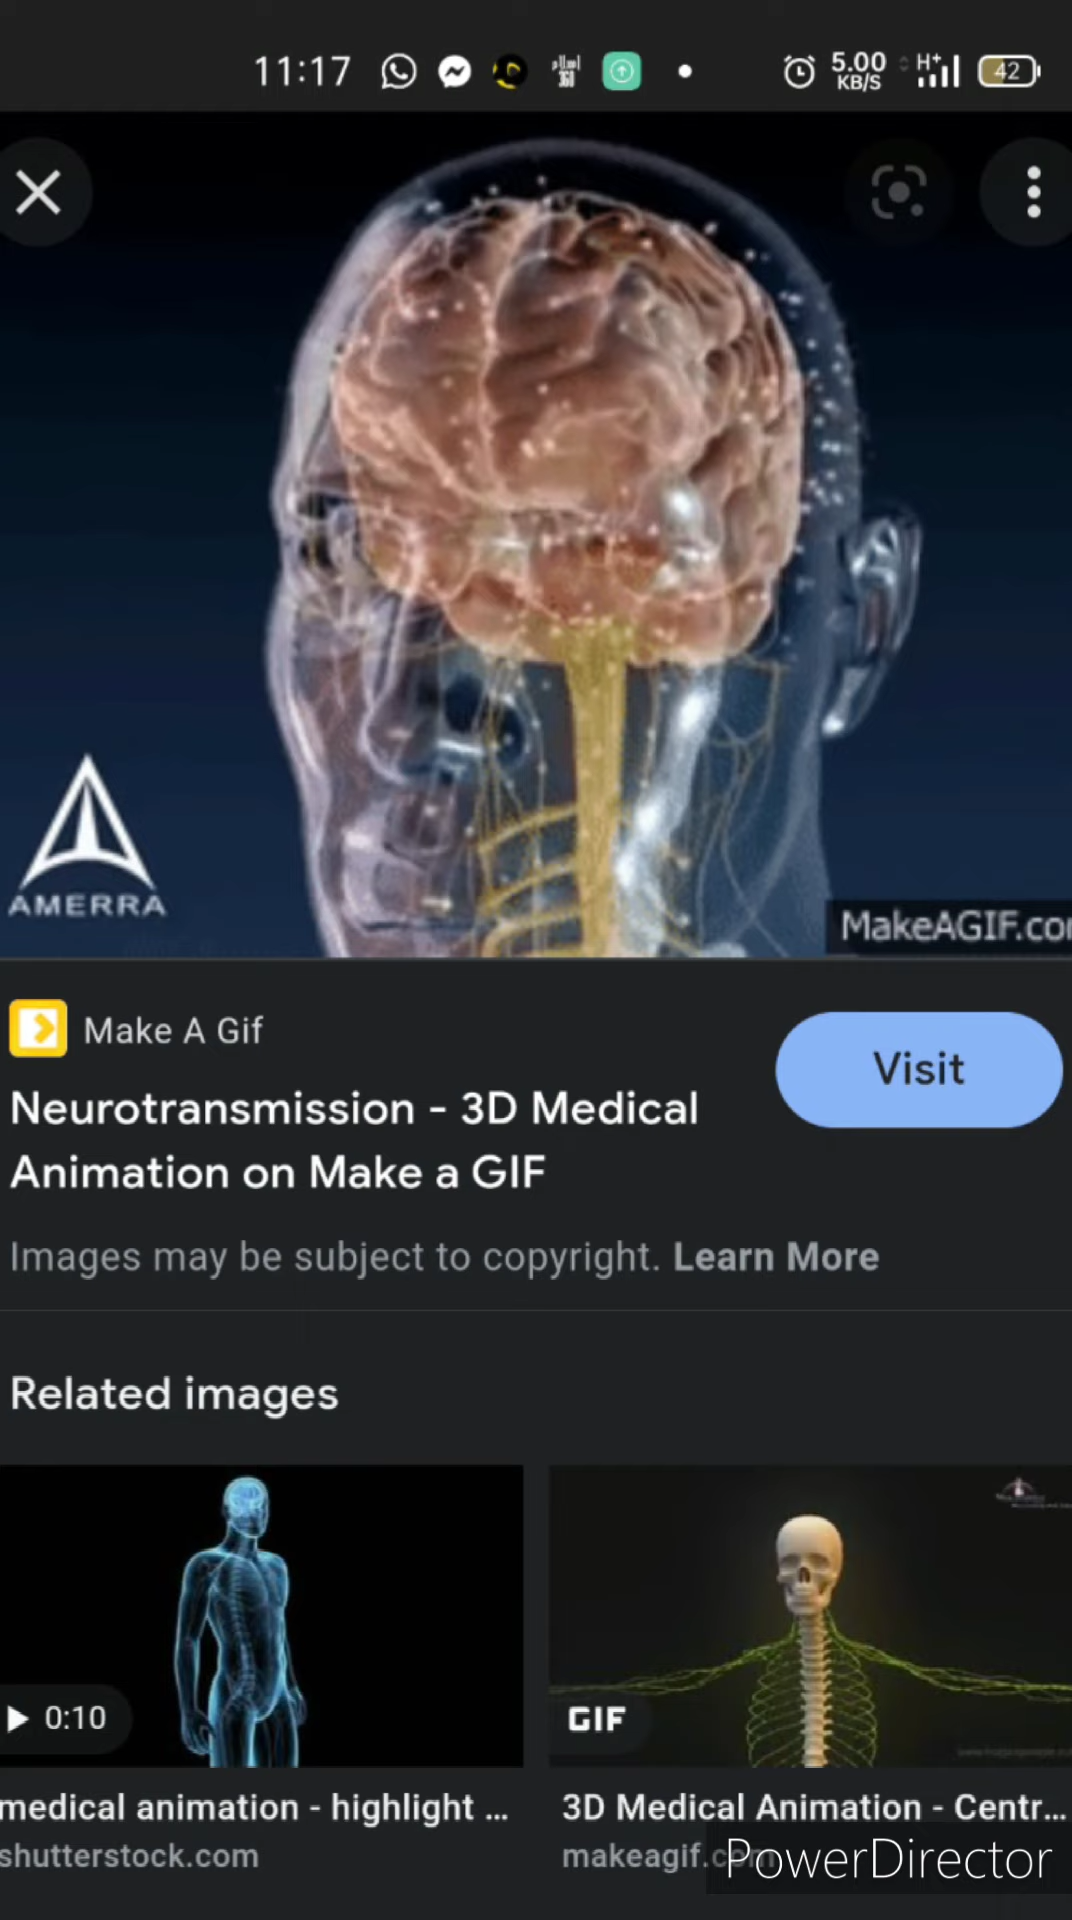 11:17
5.00
KB/S
H+
42
AMERRA
MakeAGIF.co
Make A Gif
Visit
Neurotransmission - 3D Medical
Animation on Make a GIF
Images may be subject to copyright. Learn More
Related images
0:10
GIF
medical animation - highlight ...
3D Medical Animation - Centr...
shutterstock.com
makeagif.com
PowerDirector